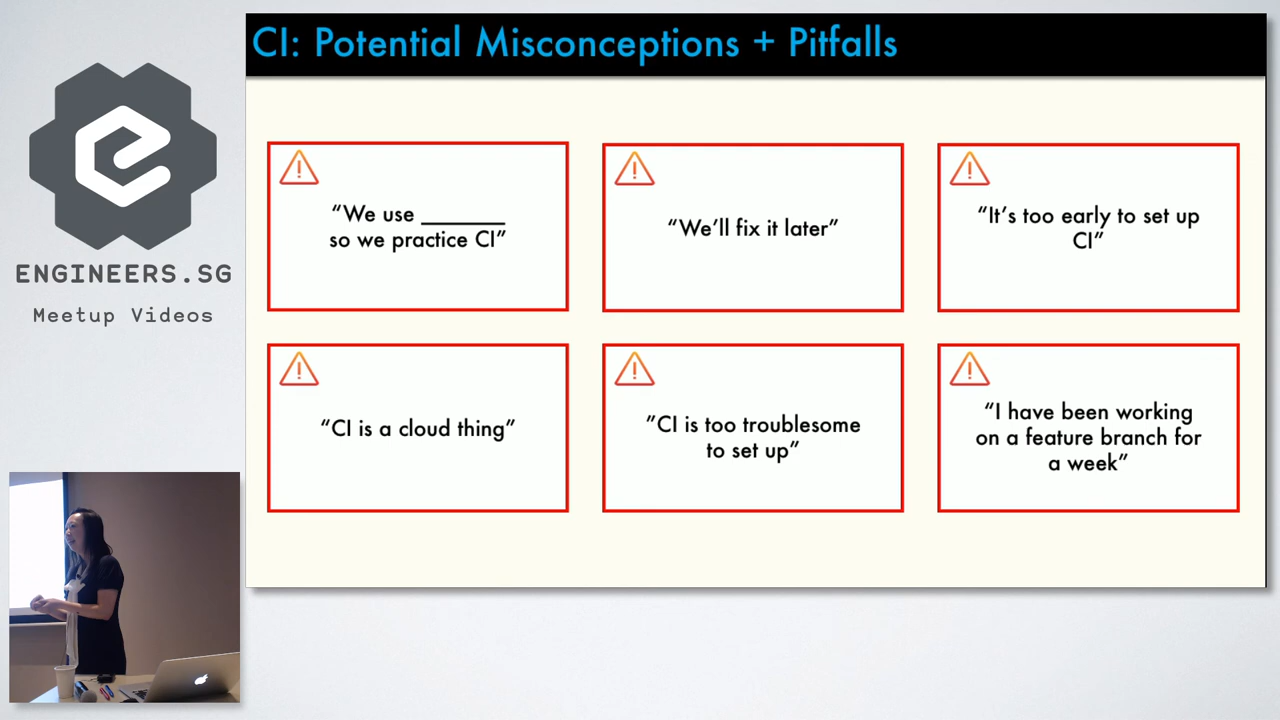 CI: Potential Misconceptions + Pitfalls
ENGINEERS.SG
Meetup Videos
“We use _______
so we practice CI”
“We’ll fix it later”
“It’s too early to set up
CI”
“CI is a cloud thing”
”CI is too troublesome
to set up”
“I have been working
on a feature branch for
a week”